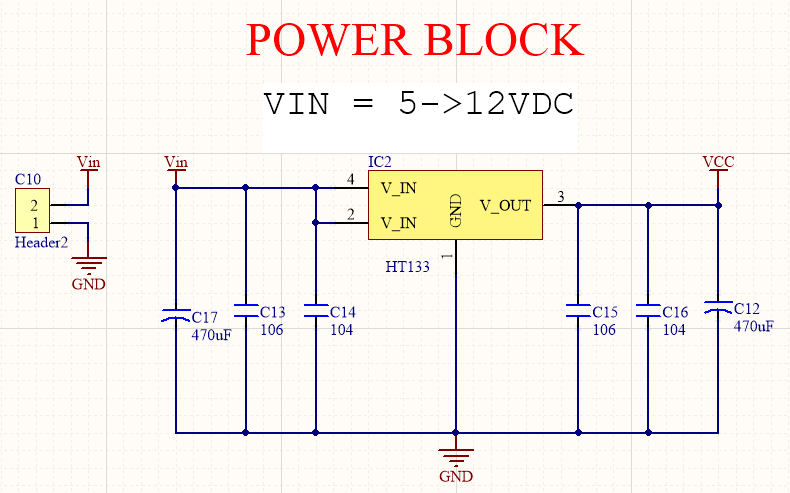 POWER BLOCK
VIN = 5->12VDC
Vin
Vin
IC2
VCC
C10
4
V_IN
2
V_IN
GND
V_OUT
3
2
1
Header2
GND
HT133
1
C17
470uF
C13
106
C14
104
C15
106
C16
104
C12
470uF
GND